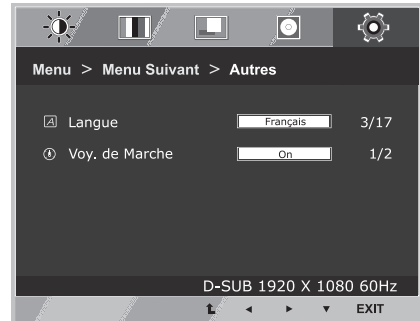 Menu > Menu Suivant > Autres
Langue Français 3/17
Voy. de Marche On 1/2
D-SUB 1920 X 1080 60Hz
EXIT